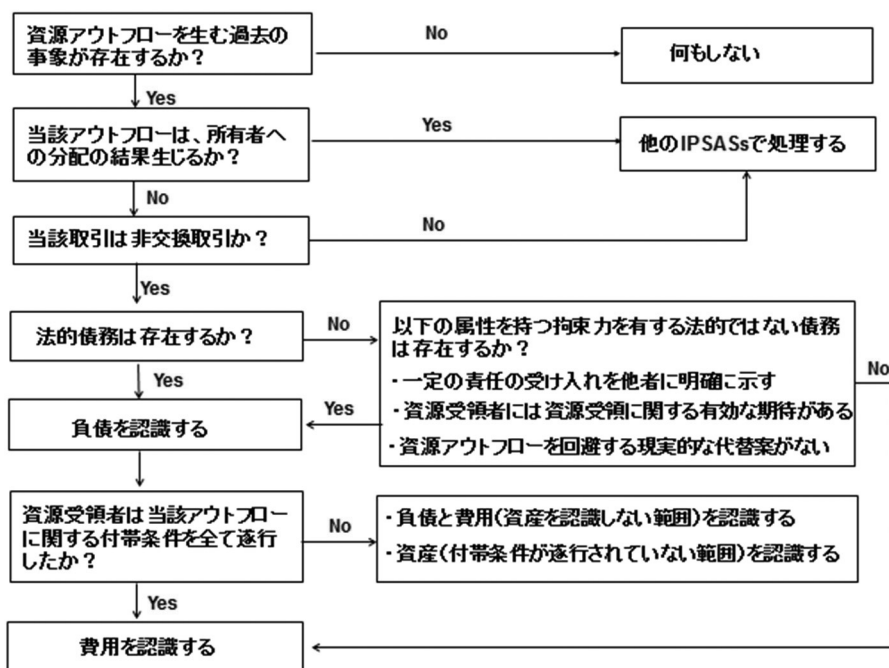 資源アウトフローを生む過去の
事象が存在するか？
No
何もしない
Yes
当該アウトフローは、所有者へ
の分配の結果生じるか？
Yes
他のIPSASsで処理する
No
当該取引は非交換取引か？
No
Yes
法的債務は存在するか？
No
以下の属性を持つ拘束力を有する法的ではない債務
は存在するか？
・一定の責任の受け入れを他者に明確に示す
・資源受領者には資源受領に関する有効な期待がある
・資源アウトフローを回避する現実的な代替案がない
No
Yes
Yes
負債を認識する
資源受領者は当該アウトフロー
に関する付帯条件を全て遂行
したか？
No
・負債と費用(資産を認識しない範囲)を認識する
・資産(付帯条件が遂行されていない範囲)を認識する
Yes
費用を認識する